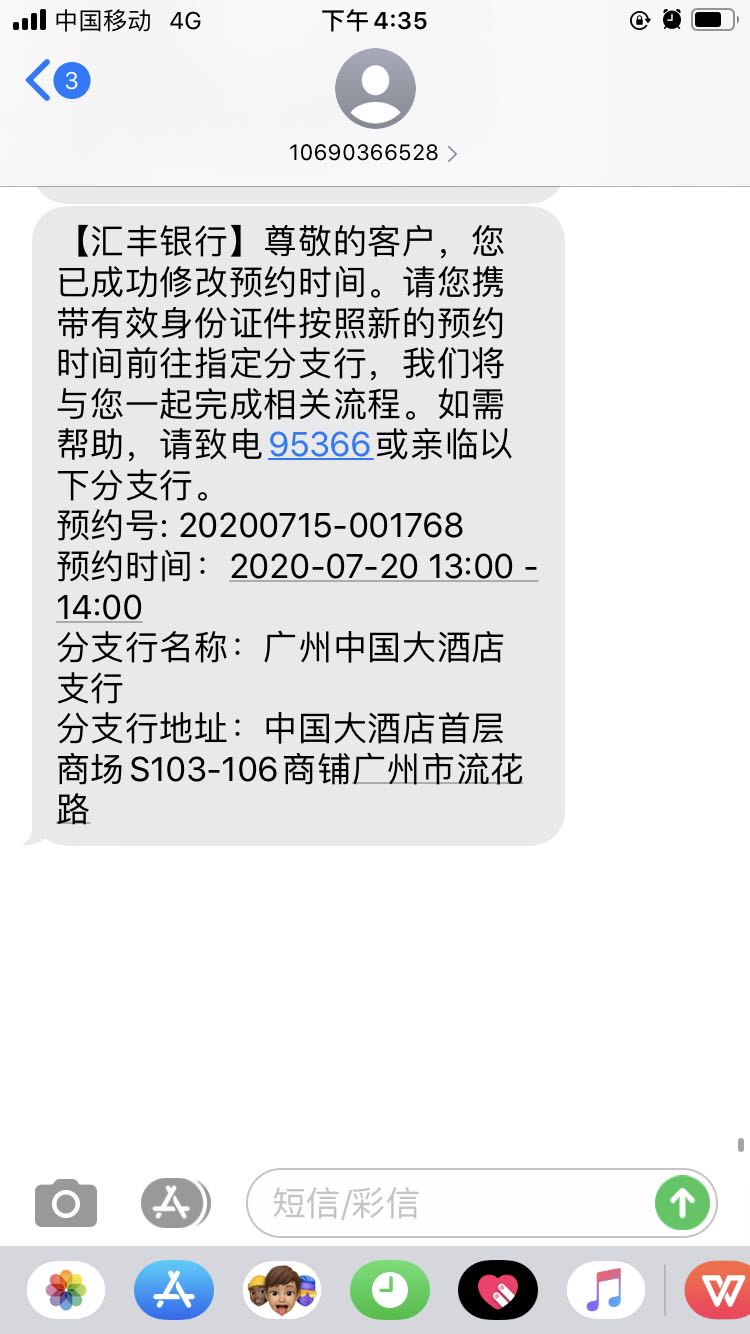 中国移动 4G
下午4:35
3
10690366528
【汇丰银行】尊敬的客户，您
已成功修改预约时间。请您携
带有效身份证件按照新的预约
时间前往指定分支行，我们将
与您一起完成相关流程。如需
帮助，请致电95366或亲临以
下分支行。
预约号: 20200715-001768
预约时间：2020-07-20 13:00 -
14:00
分支行名称：广州中国大酒店
支行
分支行地址：中国大酒店首层
商场S103-106商铺广州市流花
路
短信/彩信